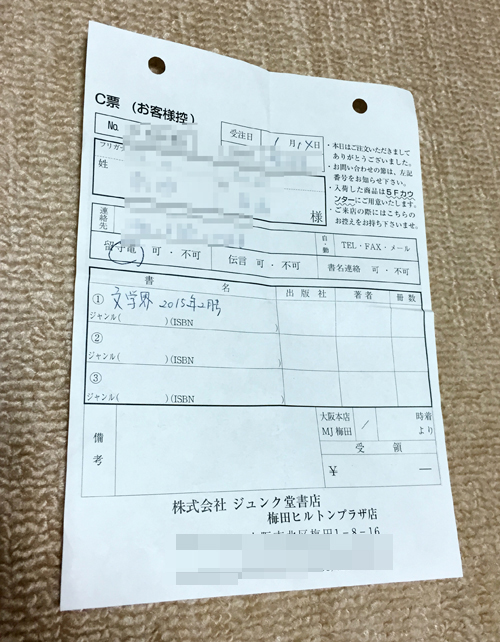 C票 (お客様控)
No.
受注日 月 日
・本日はご注文いただきまして
ありがとうございました。
・お問い合わせの節は、左記
番号をお知らせ下さい。
・入荷した商品は5Fカウ
ンターにご用意いたします。
・ご来店の際にはこちらの
お控えをお持ち下さいませ。
フリガナ
姓
様
連絡先
自・動
TEL・FAX・メール
留守電 可・不可 伝言 可・不可 書名連絡 可・不可
書名 出版社 著者 冊数
① 文学界 2015年2月号
ジャンル( )(ISBN )
②
ジャンル( )(ISBN )
③
ジャンル( )(ISBN )
備考
大阪本店 / 時着
MJ梅田 より
受領
¥ ―
株式会社 ジュンク堂書店
梅田ヒルトンプラザ店
梅田1-8-16